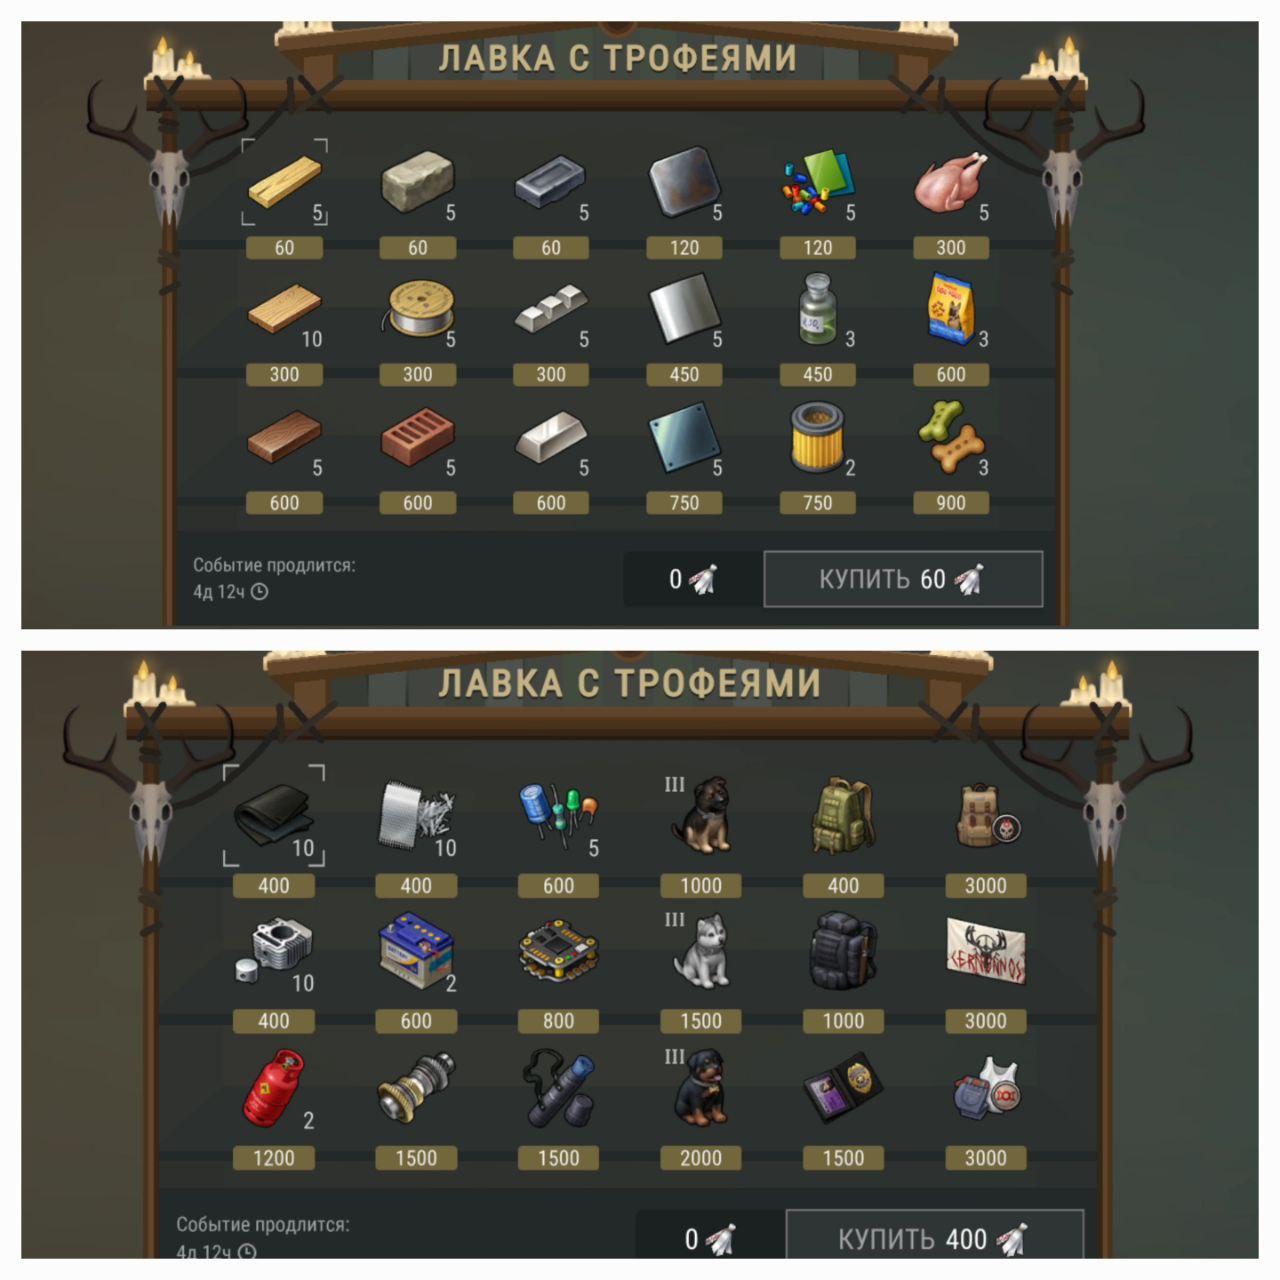 ЛАВКА С ТРОФЕЯМИ
5 5 5 5 5 5
60 60 60 120 120 300
10 5 5 5 3 3
300 300 300 450 450 600
5 5 5 5 2 3
600 600 600 750 750 900
Событие продлится:
4д 12ч
0 КУПИТЬ 60
ЛАВКА С ТРОФЕЯМИ
III
10 10 5
400 400 600 1000 400 3000
III
CERNUNNOS
10 2
400 600 800 1500 1000 3000
III
2
1200 1500 1500 2000 1500 3000
Событие продлится:
4д 12ч
0 КУПИТЬ 400